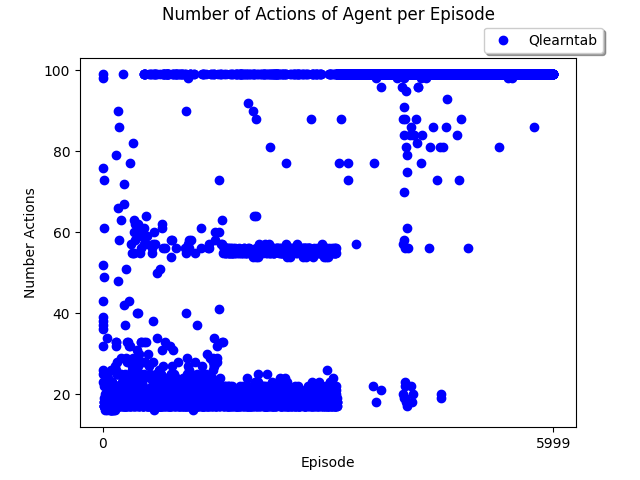 Number of Actions of Agent per Episode
Qlearntab
100
80
60
40
20
Number Actions
0
5999
Episode